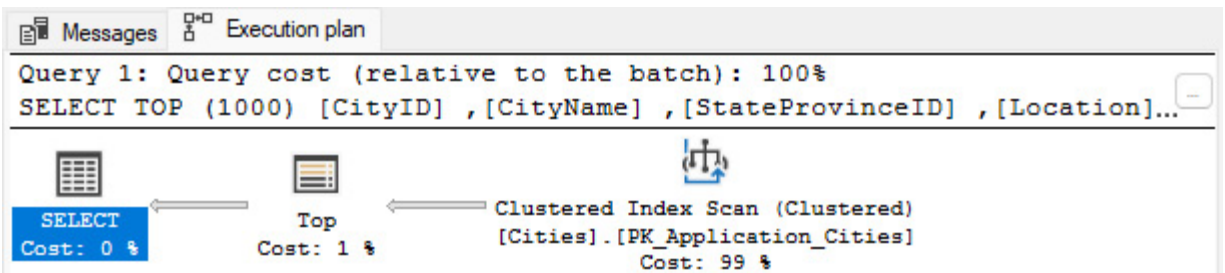 Messages
Execution plan
Query 1: Query cost (relative to the batch): 100%
SELECT TOP (1000) [CityID] ,[CityName] ,[StateProvinceID] ,[Location]...
SELECT
Cost: 0 %
Top
Cost: 1 %
Clustered Index Scan (Clustered)
[Cities].[PK_Application_Cities]
Cost: 99 %